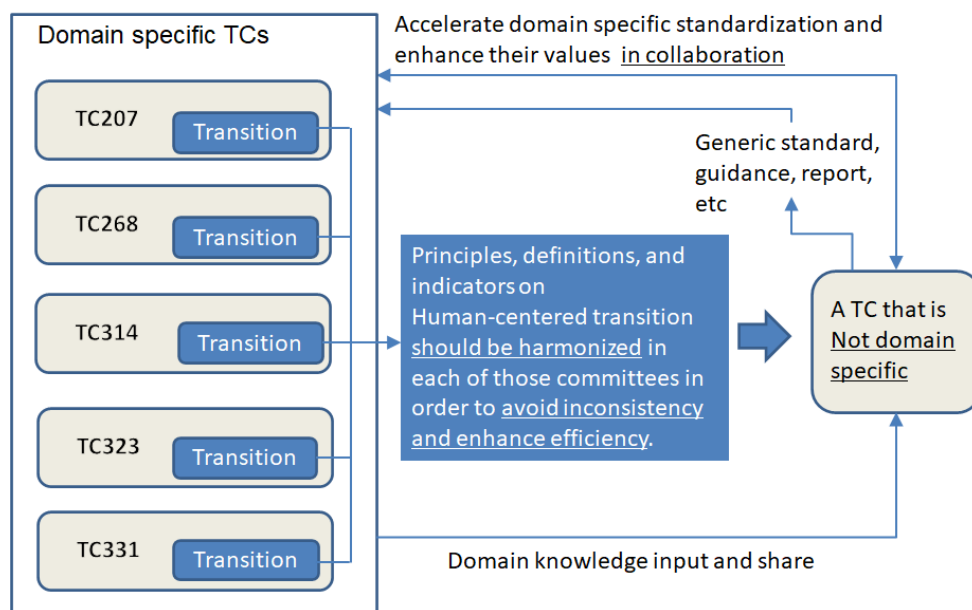 Domain specific TCs
TC207
Transition
TC268
Transition
TC314
Transition
TC323
Transition
TC331
Transition
Accelerate domain specific standardization and
enhance their values in collaboration
Generic standard,
guidance, report,
etc
Principles, definitions, and
indicators on
Human-centered transition
should be harmonized in
each of those committees in
order to avoid inconsistency
and enhance efficiency.
A TC that is
Not domain
specific
Domain knowledge input and share